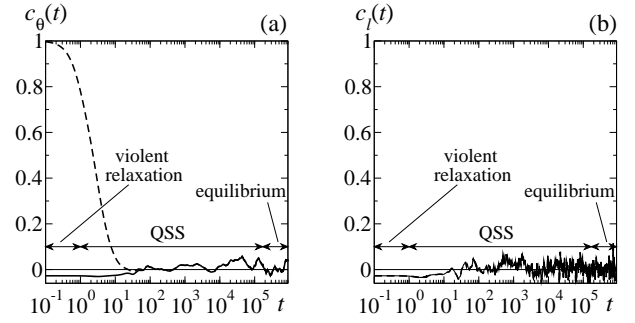 c_θ(t) (a)
1
0.8
0.6
0.4
0.2
0
violent
relaxation
equilibrium
QSS
10^-1 10^0 10^1 10^2 10^3 10^4 10^5 t
c_l(t) (b)
1
0.8
0.6
0.4
0.2
0
violent
relaxation
equilibrium
QSS
10^-1 10^0 10^1 10^2 10^3 10^4 10^5 t